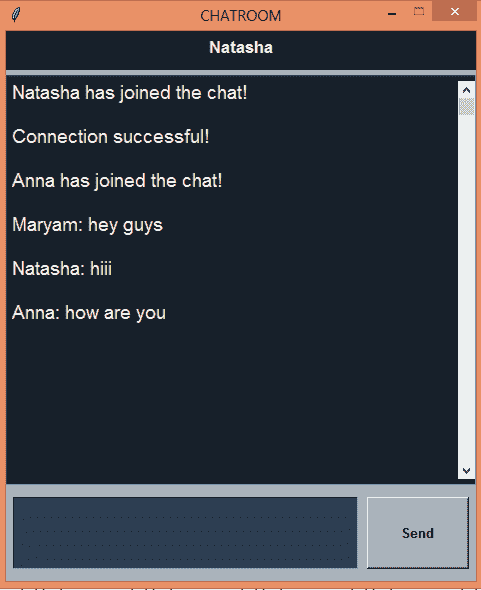 CHATROOM
Natasha
Natasha has joined the chat!
Connection successful!
Anna has joined the chat!
Maryam: hey guys
Natasha: hiii
Anna: how are you
Send